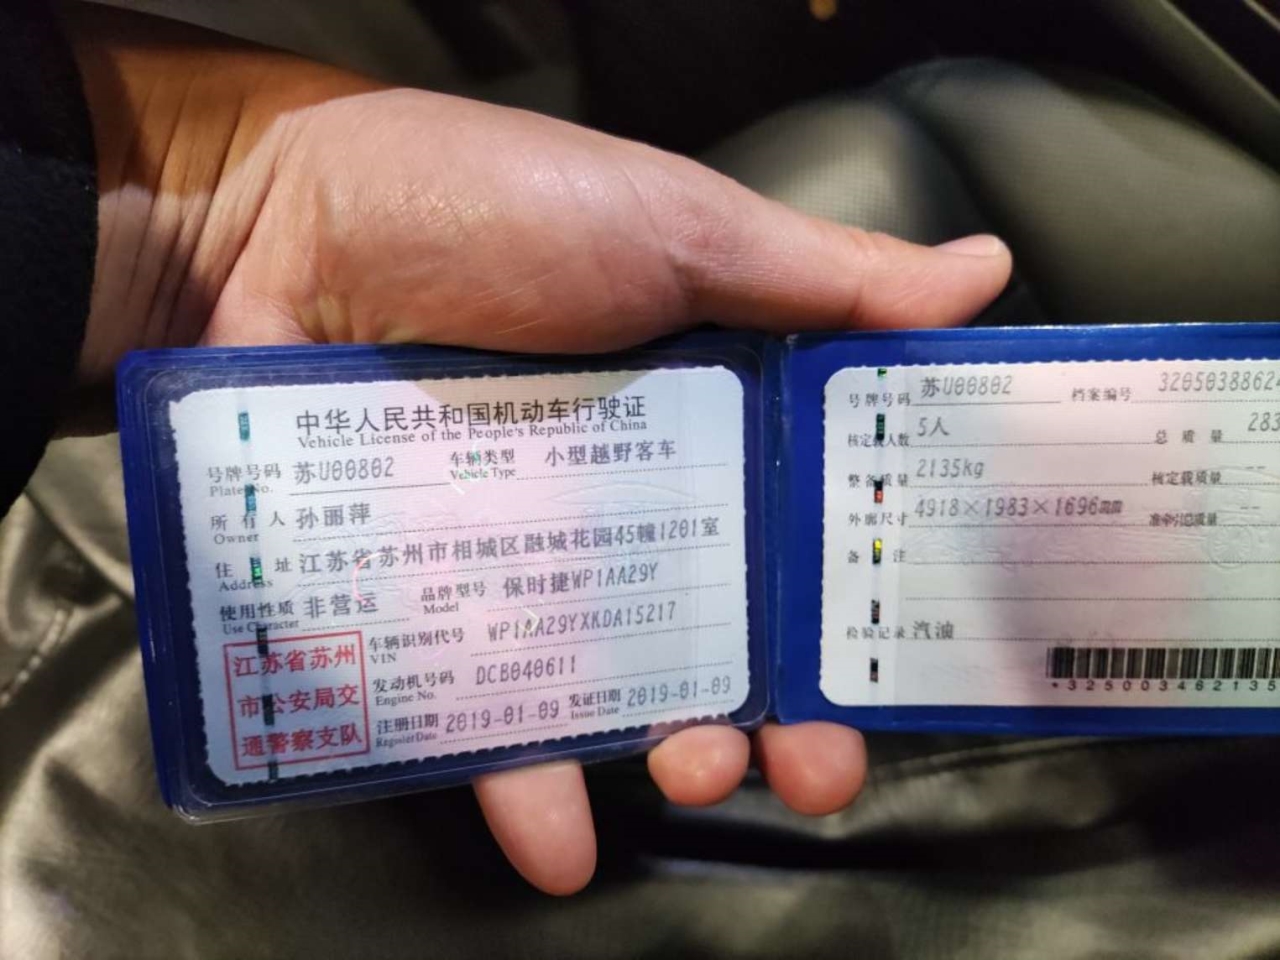 中华人民共和国机动车行驶证
Vehicle License of the People's Republic of China
号牌号码 苏U00802 车辆类型 小型越野客车
Plate No. Vehicle Type
所有人 孙丽萍
Owner
住址 江苏省苏州市相城区融城花园45幢1201室
Address
使用性质 非营运 品牌型号 保时捷WP1AA29Y
Use Character Model
江苏省苏州
市公安局交
通警察支队
车辆识别代号 WP1AA29YXKDA15217
VIN
发动机号码 DCB040611
Engine No.
注册日期 2019-01-09 发证日期 2019-01-09
Register Date Issue Date
号牌号码 苏U00802 档案编号 3205038862
核定载人数 5人 总质量 283
整备质量 2135kg 核定载质量 --
外廓尺寸 4918×1983×1696mm 准牵引总质量 --
备注
检验记录 汽油
*325003462135